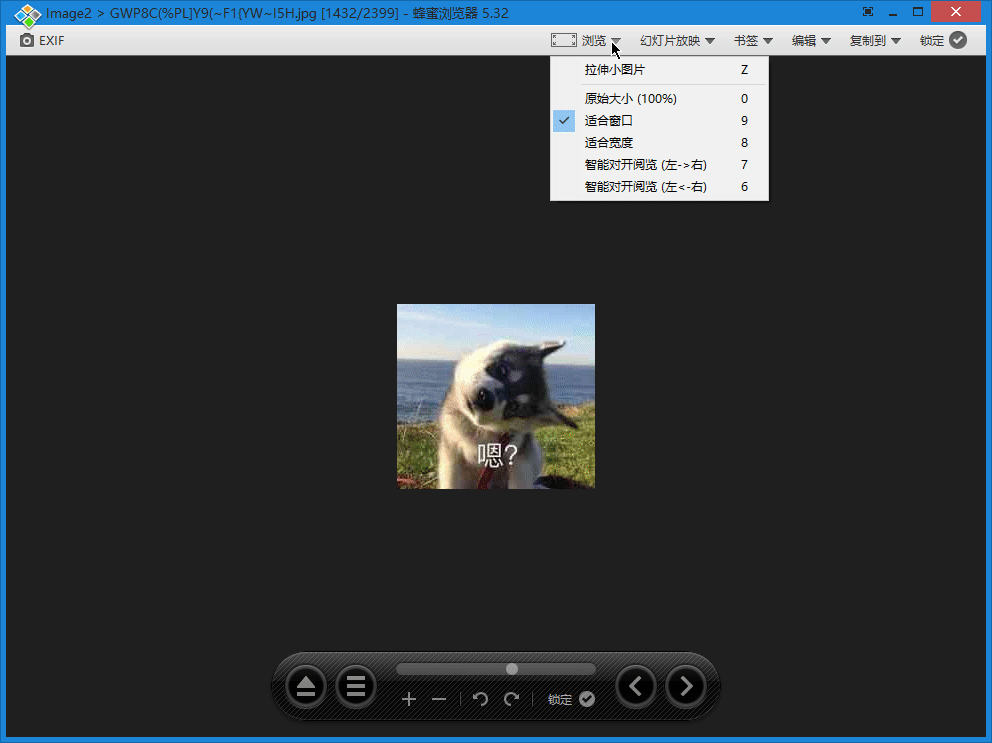 Image2 > GWP8C(%PL]Y9(~F1{YW~I5H.jpg [1432/2399] - 蜂蜜浏览器 5.32
EXIF
浏览
幻灯片放映
书签
编辑
复制到
锁定
拉伸小图片 Z
原始大小 (100%) 0
适合窗口 9
适合宽度 8
智能对开阅览 (左->右) 7
智能对开阅览 (左<-右) 6
嗯?
锁定